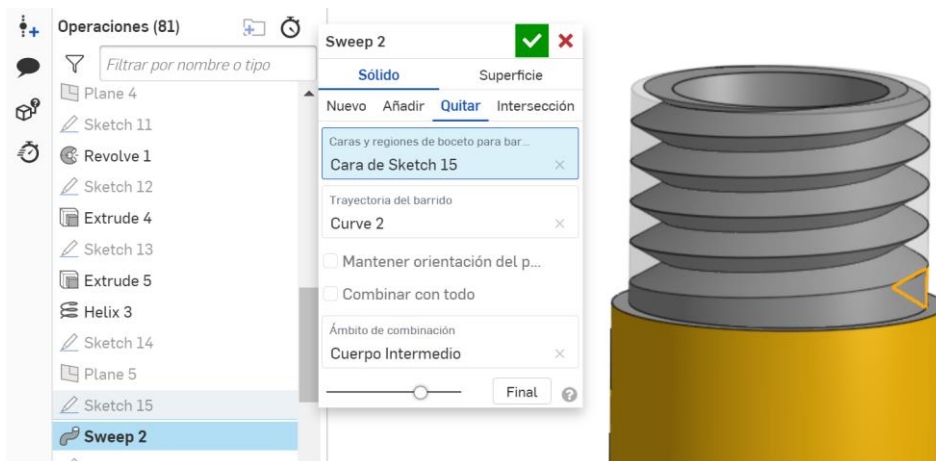 Operaciones (81)
Filtrar por nombre o tipo
Plane 4
Sketch 11
Revolve 1
Sketch 12
Extrude 4
Sketch 13
Extrude 5
Helix 3
Sketch 14
Plane 5
Sketch 15
Sweep 2
Sweep 2
Sólido Superficie
Nuevo Añadir Quitar Intersección
Caras y regiones de boceto para bar...
Cara de Sketch 15
Trayectoria del barrido
Curve 2
Mantener orientación del p...
Combinar con todo
Ámbito de combinación
Cuerpo Intermedio
Final